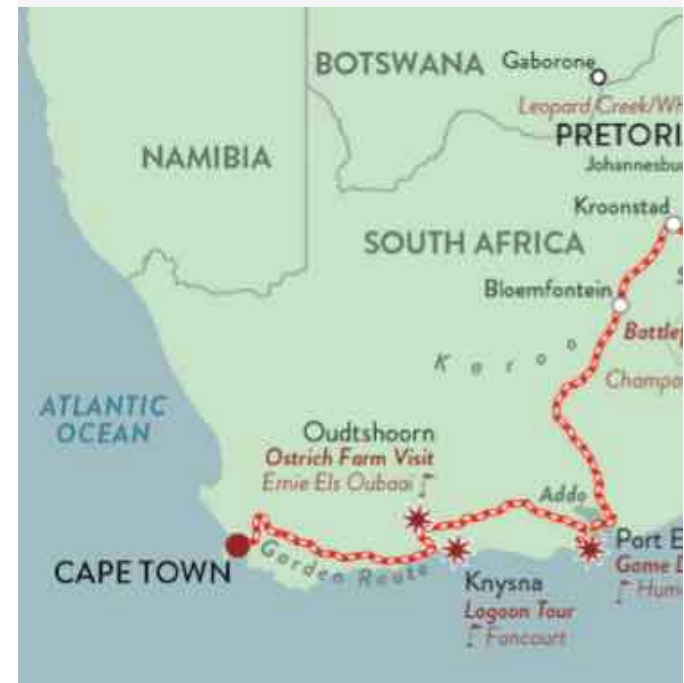 BOTSWANA
Gaborone
Leopard Creek/Wh
PRETORI
Johannesbu
NAMIBIA
Kroonstad
SOUTH AFRICA
Bloemfontein
S
Battlef
Karoo
Champa
ATLANTIC
OCEAN
Oudtshoorn
Ostrich Farm Visit
Ernie Els Oubaai
Addo
CAPE TOWN
Garden Route
Port E
Game D
Hum
Knysna
Lagoon Tour
Fancourt